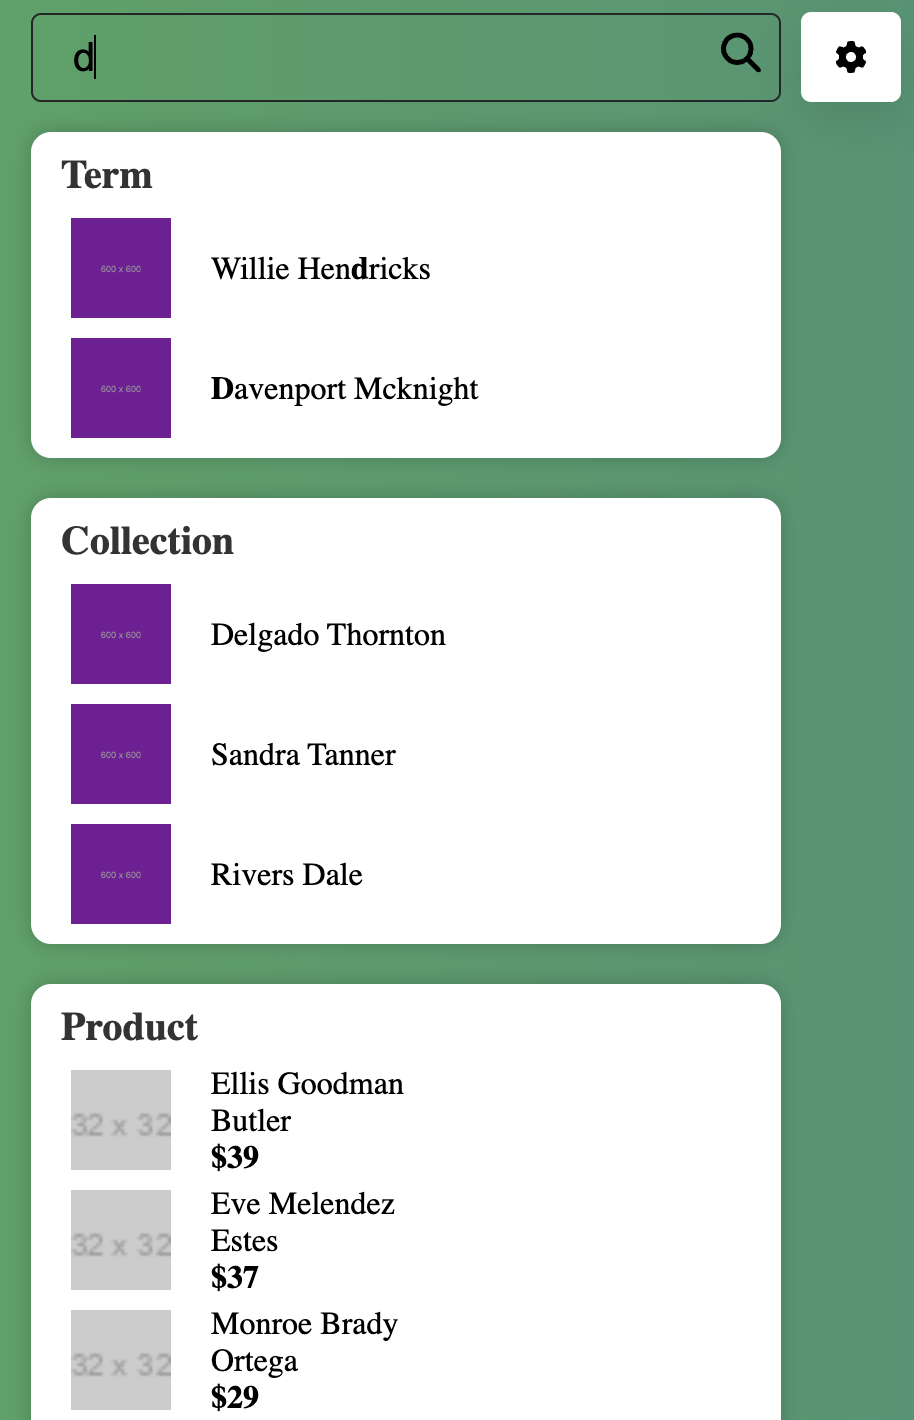 d
Term
600 x 600
Willie Hendricks
600 x 600
Davenport Mcknight
Collection
600 x 600
Delgado Thornton
600 x 600
Sandra Tanner
600 x 600
Rivers Dale
Product
32 x 32
Ellis Goodman
Butler
$39
32 x 32
Eve Melendez
Estes
$37
32 x 32
Monroe Brady
Ortega
$29